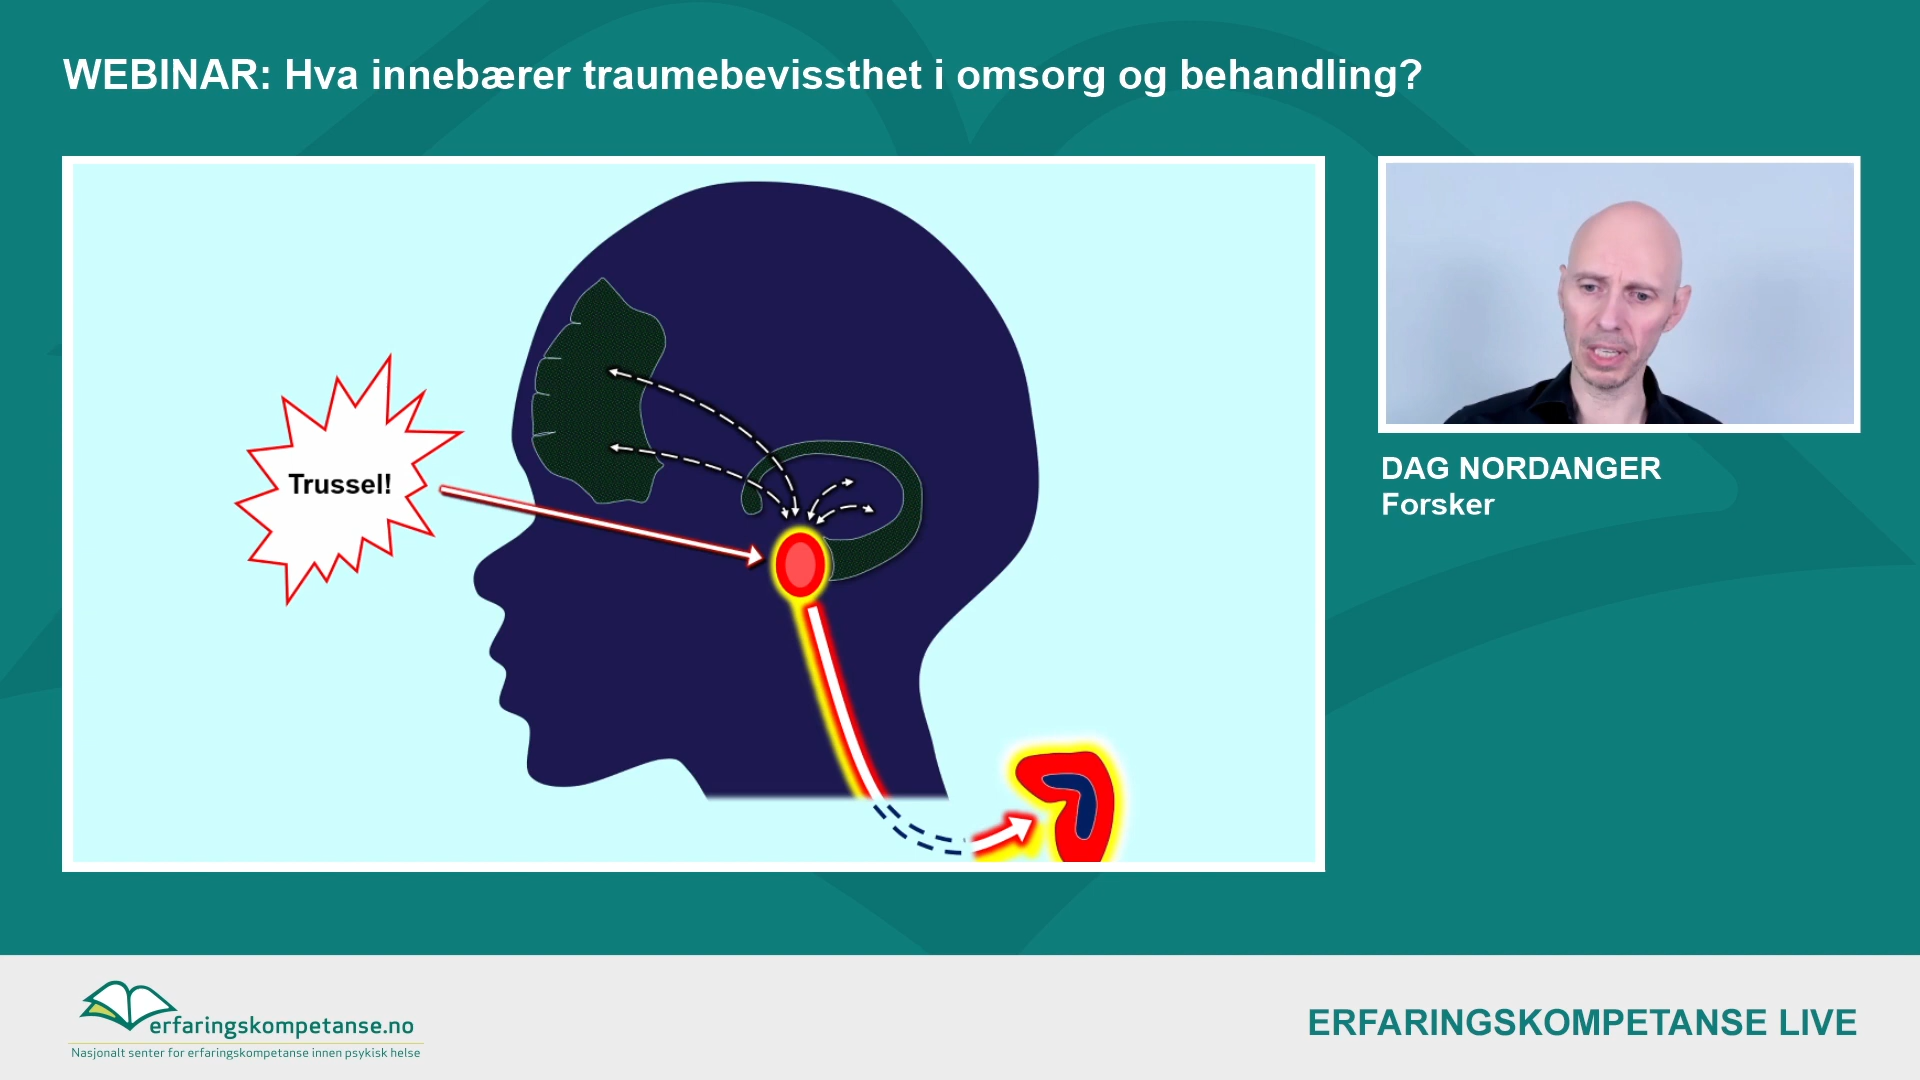 WEBINAR: Hva innebærer traumebevissthet i omsorg og behandling?
Trussel!
DAG NORDANGER
Forsker
erfaringskompetanse.no
Nasjonalt senter for erfaringskompetanse innen psykisk helse
ERFARINGSKOMPETANSE LIVE